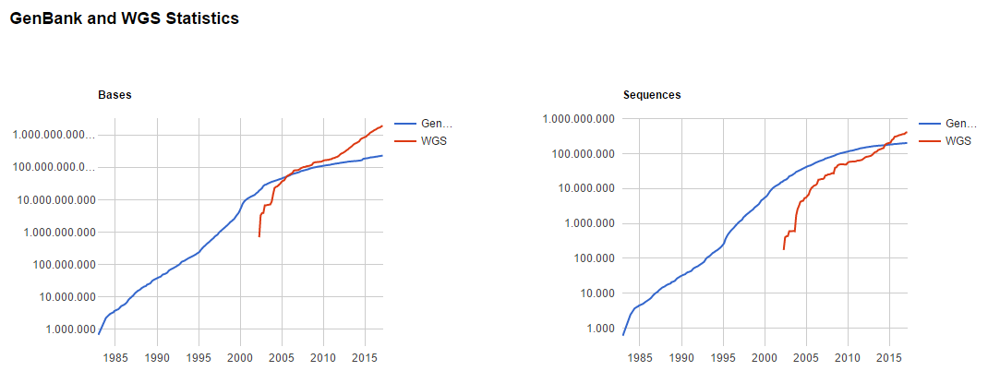 GenBank and WGS Statistics
Bases
1.000.000.000...
100.000.000.0...
10.000.000.000
1.000.000.000
100.000.000
10.000.000
1.000.000
1985 1990 1995 2000 2005 2010 2015
Gen...
WGS
Sequences
1.000.000.000
100.000.000
10.000.000
1.000.000
100.000
10.000
1.000
1985 1990 1995 2000 2005 2010 2015
Gen...
WGS